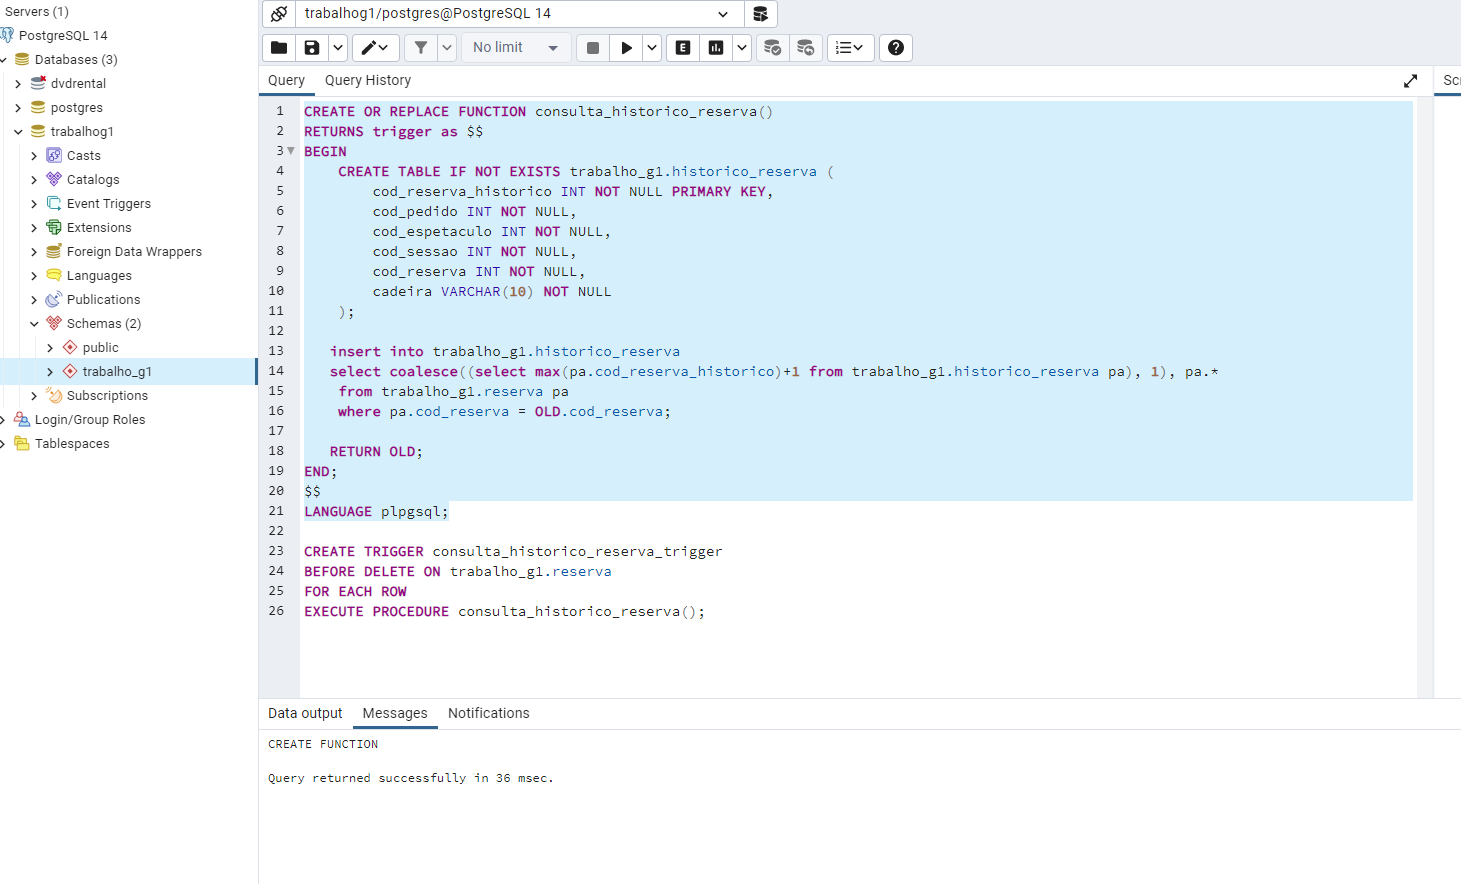 Servers (1)
PostgreSQL 14
Databases (3)
dvdrental
postgres
trabalhog1
Casts
Catalogs
Event Triggers
Extensions
Foreign Data Wrappers
Languages
Publications
Schemas (2)
public
trabalho_g1
Subscriptions
Login/Group Roles
Tablespaces
trabalhog1/postgres@PostgreSQL 14
No limit
E
?
Query
Query History
Sc
1 CREATE OR REPLACE FUNCTION consulta_historico_reserva()
2 RETURNS trigger as $$
3 BEGIN
4 CREATE TABLE IF NOT EXISTS trabalho_g1.historico_reserva (
5 cod_reserva_historico INT NOT NULL PRIMARY KEY,
6 cod_pedido INT NOT NULL,
7 cod_espetaculo INT NOT NULL,
8 cod_sessao INT NOT NULL,
9 cod_reserva INT NOT NULL,
10 cadeira VARCHAR(10) NOT NULL
11 );
12
13 insert into trabalho_g1.historico_reserva
14 select coalesce((select max(pa.cod_reserva_historico)+1 from trabalho_g1.historico_reserva pa), 1), pa.*
15 from trabalho_g1.reserva pa
16 where pa.cod_reserva = OLD.cod_reserva;
17
18 RETURN OLD;
19 END;
20 $$
21 LANGUAGE plpgsql;
22
23 CREATE TRIGGER consulta_historico_reserva_trigger
24 BEFORE DELETE ON trabalho_g1.reserva
25 FOR EACH ROW
26 EXECUTE PROCEDURE consulta_historico_reserva();
Data output
Messages
Notifications
CREATE FUNCTION
Query returned successfully in 36 msec.